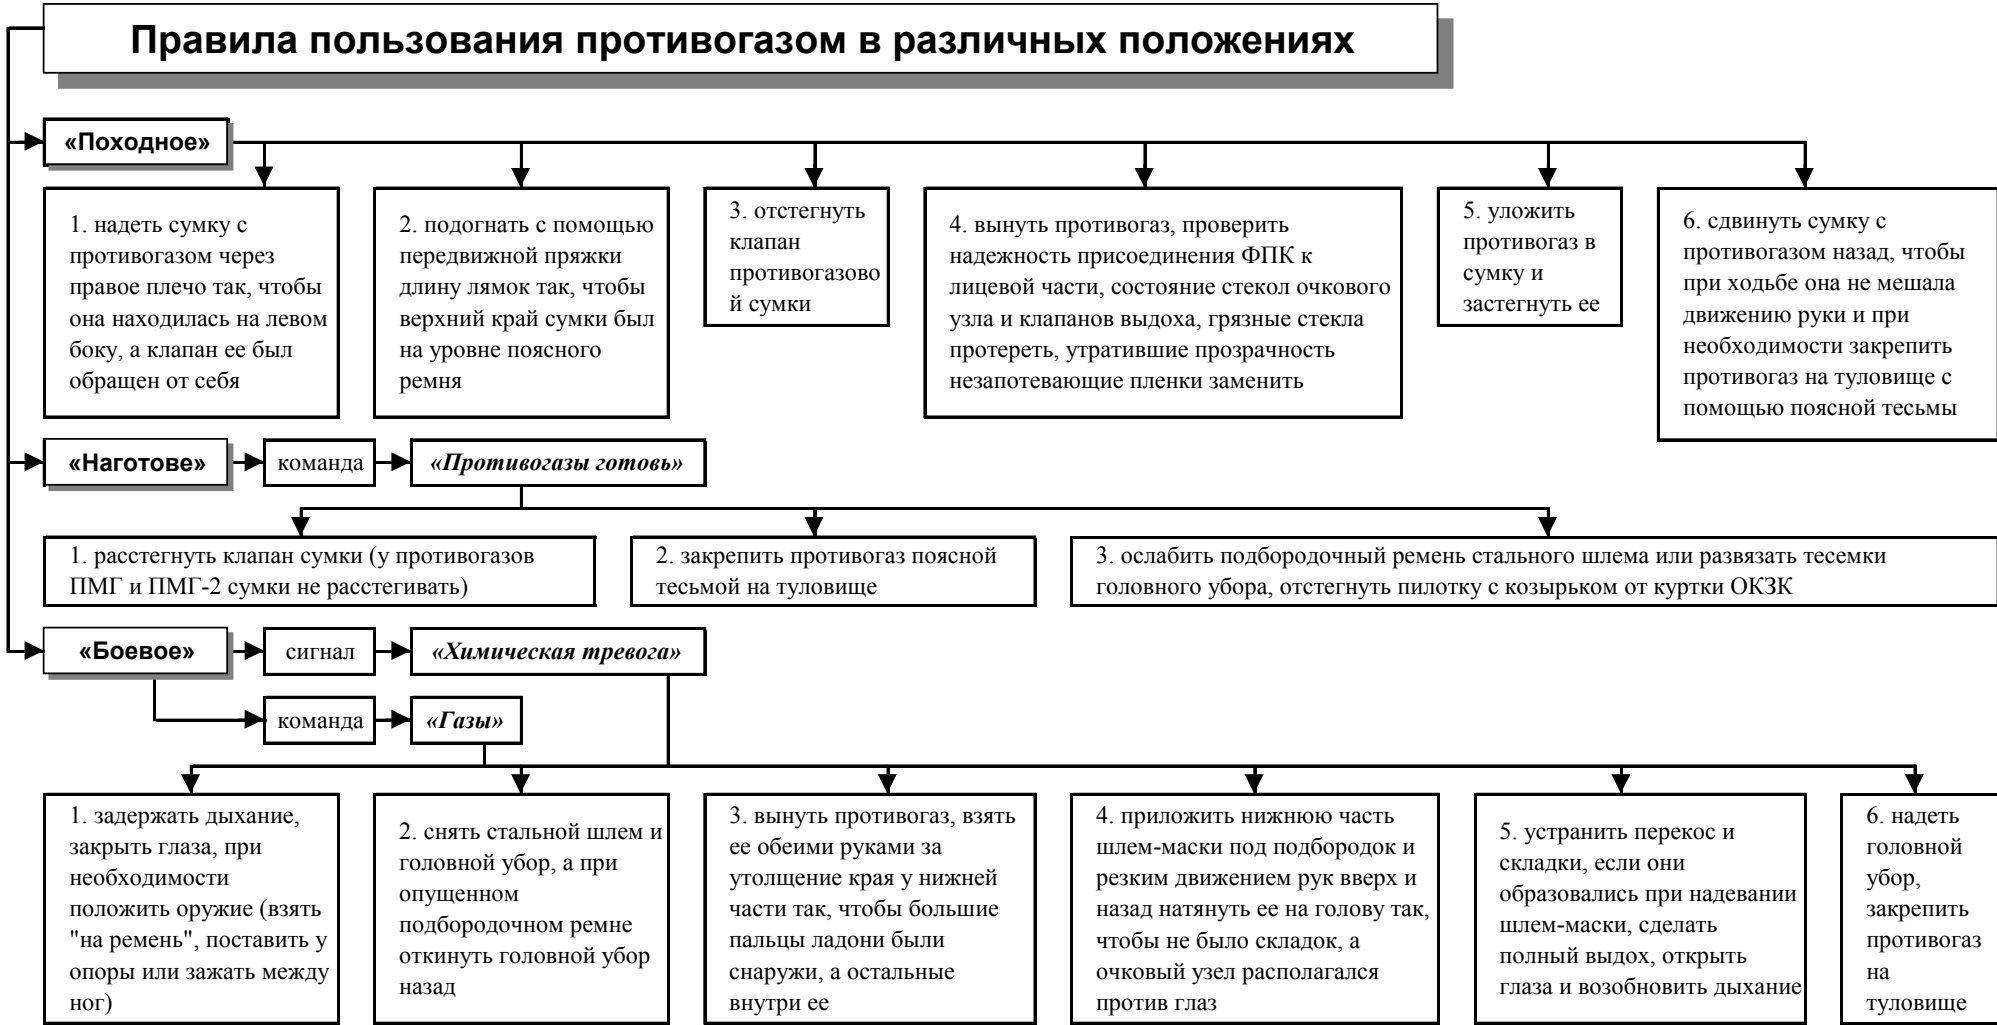 Правила пользования противогазом в различных положениях
«Походное»
1. надеть сумку с
противогазом через
правое плечо так, чтобы
она находилась на левом
боку, а клапан ее был
обращен от себя
2. подогнать с помощью
передвижной пряжки
длину лямок так, чтобы
верхний край сумки был
на уровне поясного
ремня
3. отстегнуть
клапан
противогазово
й сумки
4. вынуть противогаз, проверить
надежность присоединения ФПК к
лицевой части, состояние стекол очкового
узла и клапанов выдоха, грязные стекла
протереть, утратившие прозрачность
незапотевающие пленки заменить
5. уложить
противогаз в
сумку и
застегнуть ее
6. сдвинуть сумку с
противогазом назад, чтобы
при ходьбе она не мешала
движению руки и при
необходимости закрепить
противогаз на туловище с
помощью поясной тесьмы
«Наготове»
команда
«Противогазы готовь»
1. расстегнуть клапан сумки (у противогазов
ПМГ и ПМГ-2 сумки не расстегивать)
2. закрепить противогаз поясной
тесьмой на туловище
3. ослабить подбородочный ремень стального шлема или развязать тесемки
головного убора, отстегнуть пилотку с козырьком от куртки ОКЗК
«Боевое»
сигнал
«Химическая тревога»
команда
«Газы»
1. задержать дыхание,
закрыть глаза, при
необходимости
положить оружие (взять
"на ремень", поставить у
опоры или зажать между
ног)
2. снять стальной шлем и
головной убор, а при
опущенном
подбородочном ремне
откинуть головной убор
назад
3. вынуть противогаз, взять
ее обеими руками за
утолщение края у нижней
части так, чтобы большие
пальцы ладони были
снаружи, а остальные
внутри ее
4. приложить нижнюю часть
шлем-маски под подбородок и
резким движением рук вверх и
назад натянуть ее на голову так,
чтобы не было складок, а
очковый узел располагался
против глаз
5. устранить перекос и
складки, если они
образовались при надевании
шлем-маски, сделать
полный выдох, открыть
глаза и возобновить дыхание
6. надеть
головной
убор,
закрепить
противогаз
на
туловище